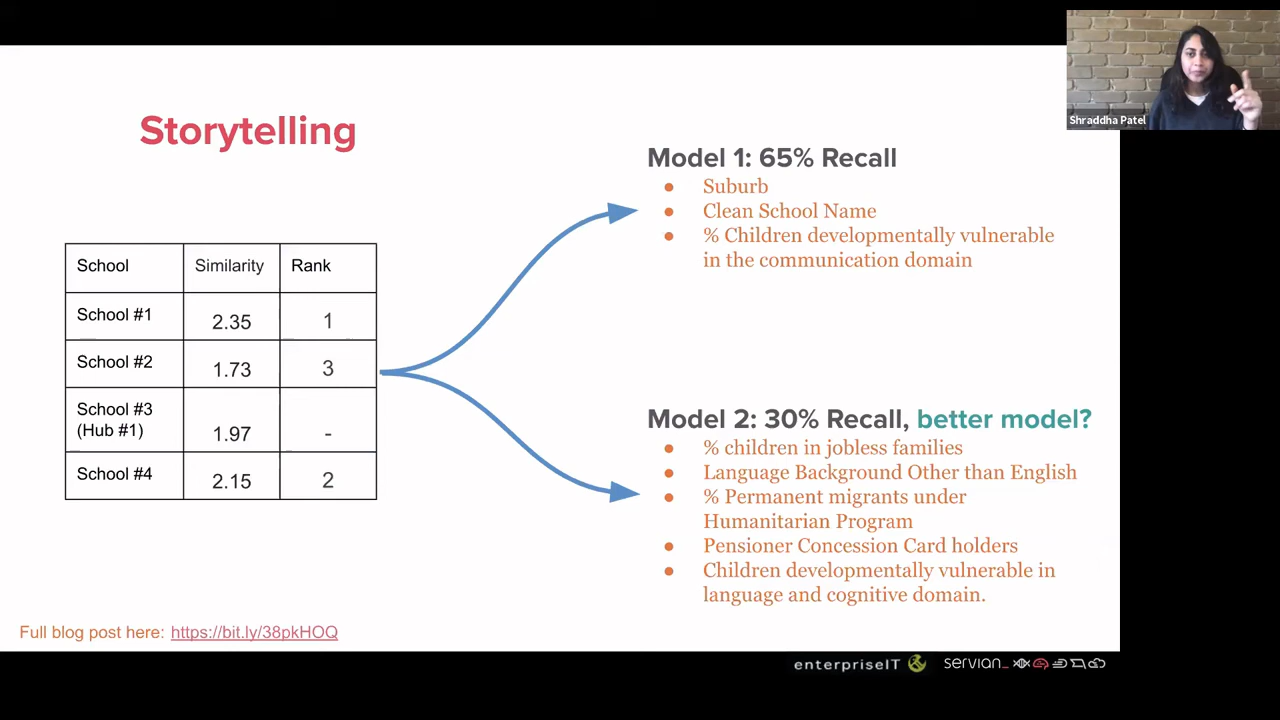 Shraddha Patel
Storytelling
School Similarity Rank
School #1 2.35 1
School #2 1.73 3
School #3
(Hub #1) 1.97 -
School #4 2.15 2
Model 1: 65% Recall
● Suburb
● Clean School Name
● % Children developmentally vulnerable
in the communication domain
Model 2: 30% Recall, better model?
● % children in jobless families
● Language Background Other than English
● % Permanent migrants under
Humanitarian Program
● Pensioner Concession Card holders
● Children developmentally vulnerable in
language and cognitive domain.
Full blog post here: https://bit.ly/38pkHOQ
enterpriseIT servian_